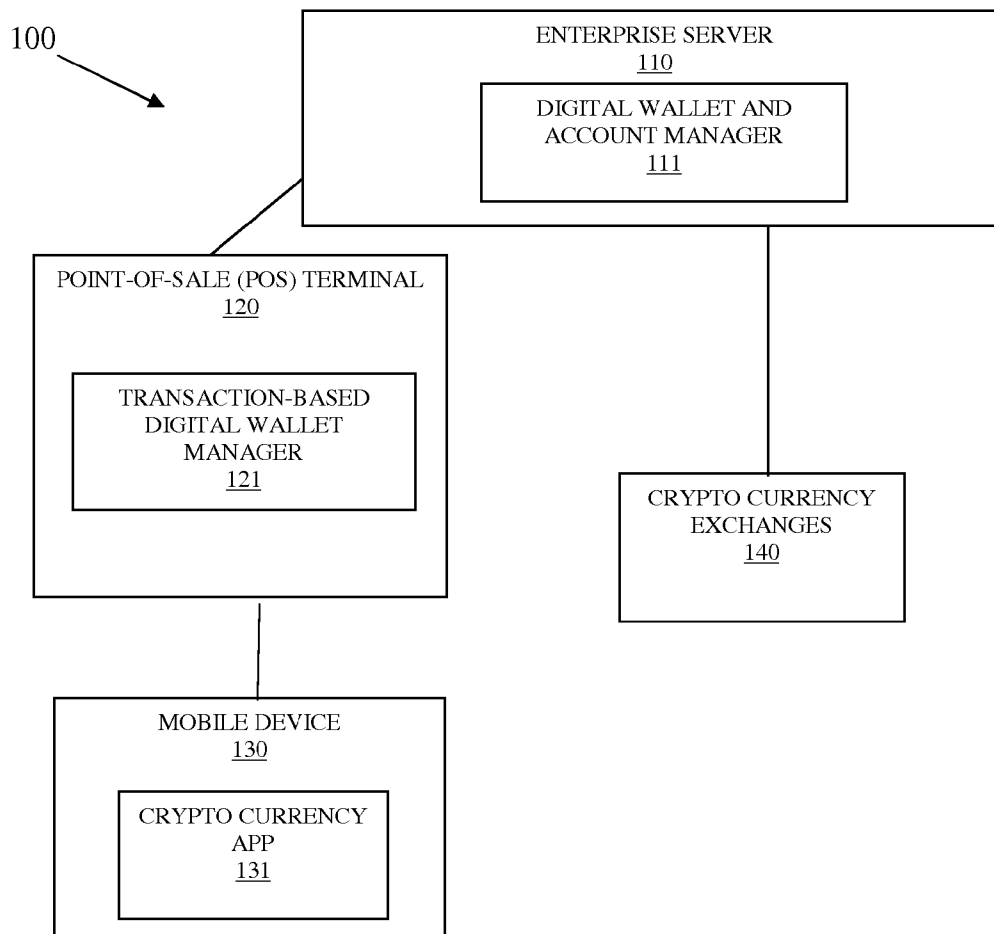 100
ENTERPRISE SERVER
110
DIGITAL WALLET AND
ACCOUNT MANAGER
111
POINT-OF-SALE (POS) TERMINAL
120
TRANSACTION-BASED
DIGITAL WALLET
MANAGER
121
CRYPTO CURRENCY
EXCHANGES
140
MOBILE DEVICE
130
CRYPTO CURRENCY
APP
131